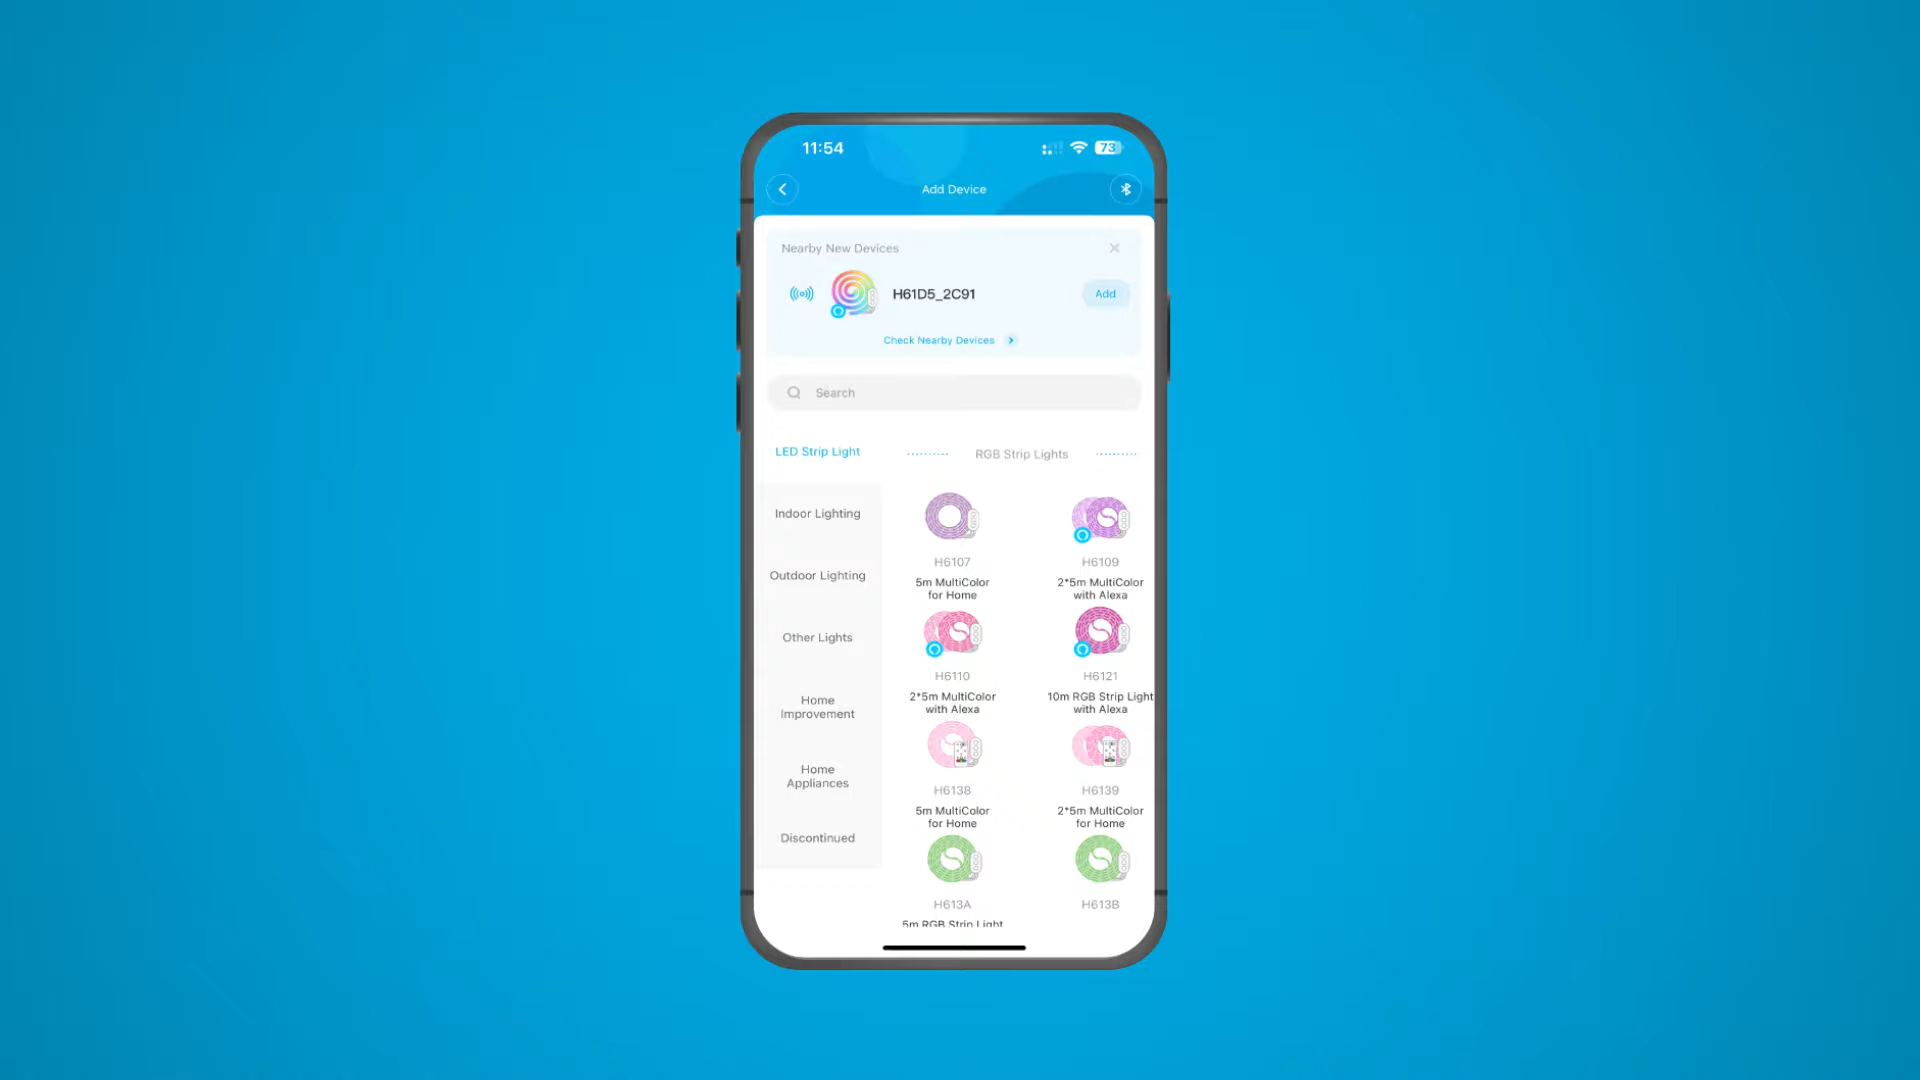 11:54
73
Add Device
Nearby New Devices
H61D5_2C91
Add
Check Nearby Devices
Search
LED Strip Light
Indoor Lighting
Outdoor Lighting
Other Lights
Home
Improvement
Home
Appliances
Discontinued
RGB Strip Lights
H6107
5m MultiColor
for Home
H6109
2*5m MultiColor
with Alexa
H6110
2*5m MultiColor
with Alexa
H6121
10m RGB Strip Light
with Alexa
H6138
5m MultiColor
for Home
H6139
2*5m MultiColor
for Home
H613A
5m RGB Strip Light
H613B